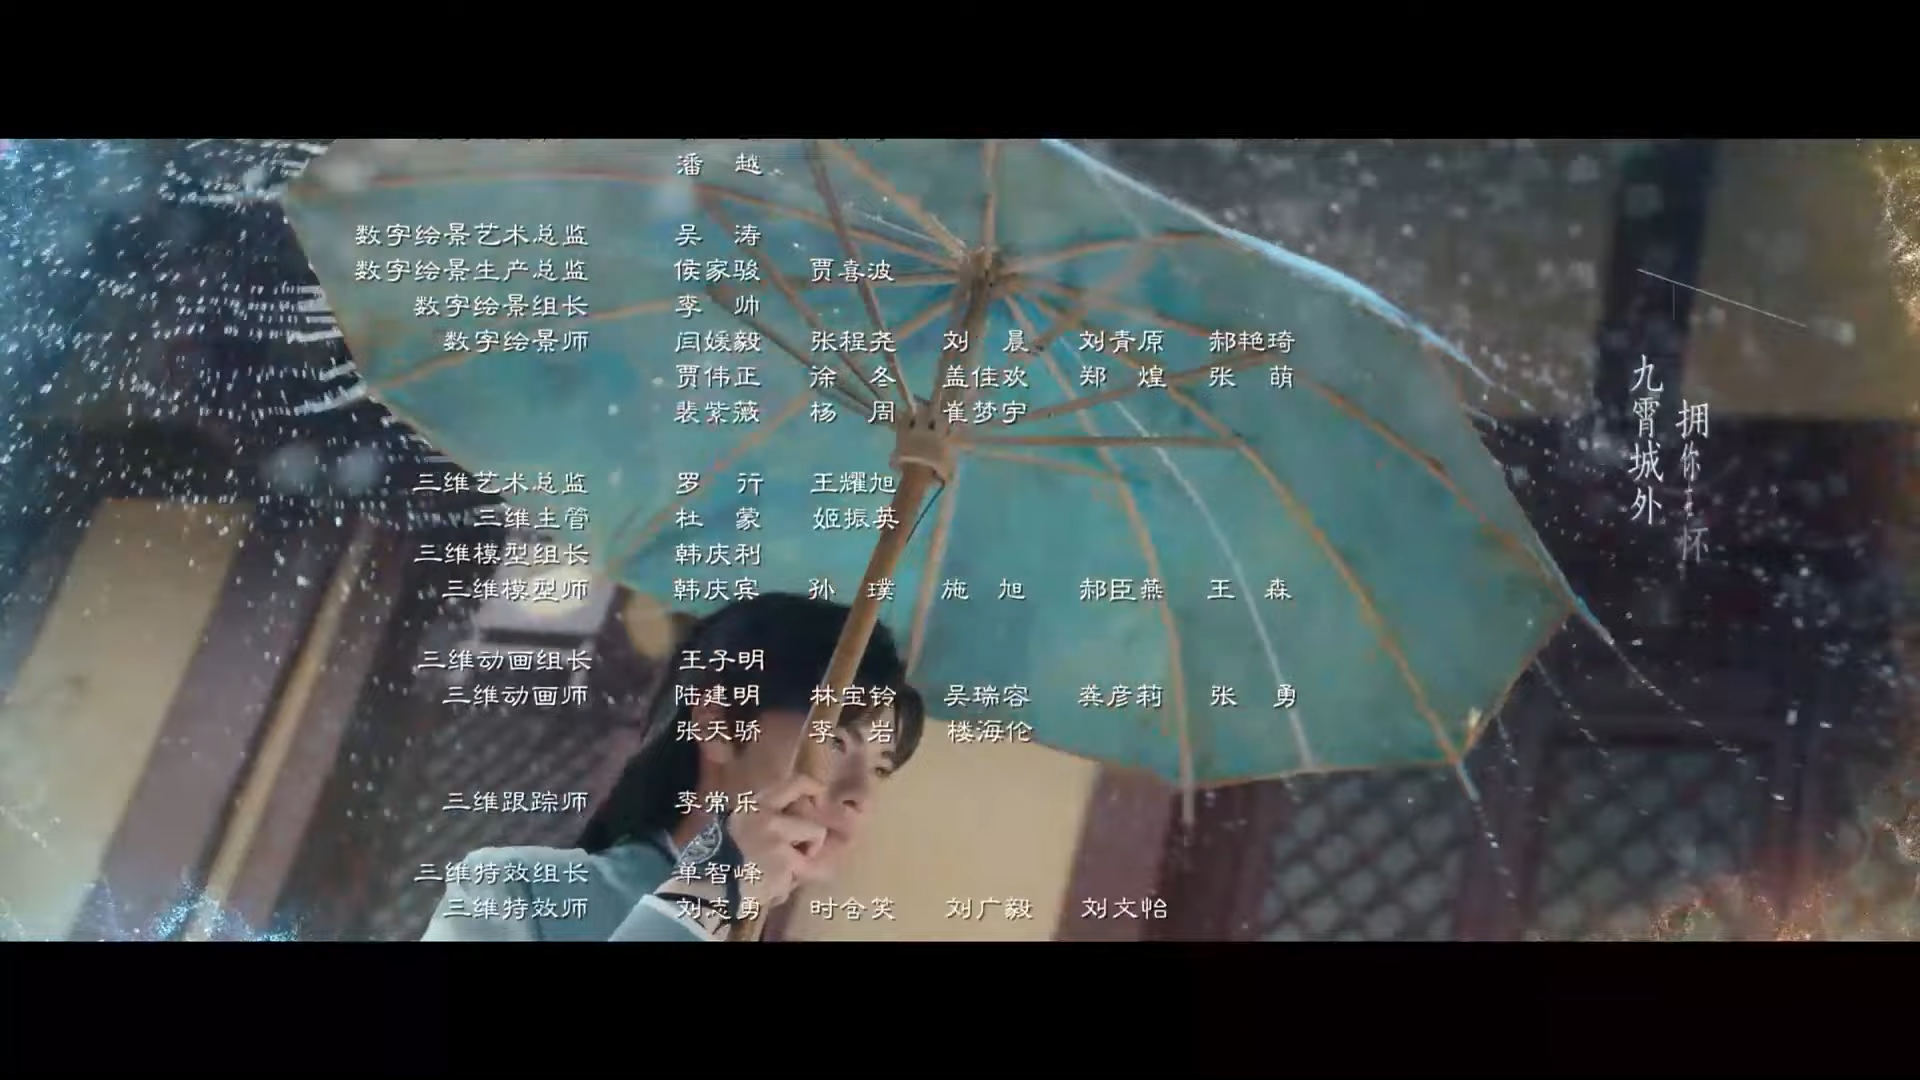 潘 越
数字绘景艺术总监 吴 涛
数字绘景生产总监 侯家骏 贾喜波
数字绘景组长 李 帅
数字绘景师 闫媛毅 张程尧 刘 晨 刘青原 郝艳琦
贾伟正 徐 冬 盖佳欢 郑 煌 张 萌
裴紫薇 杨 周 崔梦宇
三维艺术总监 罗 行 王耀旭
三维主管 杜 蒙 姬振英
三维模型组长 韩庆利
三维模型师 韩庆宾 孙 璞 施 旭 郝臣燕 王 森
三维动画组长 王子明
三维动画师 陆建明 林宝铃 吴瑞容 龚彦莉 张 勇
张天骄 李 岩 楼海伦
三维跟踪师 李常乐
三维特效组长 单智峰
三维特效师 刘志勇 时含笑 刘广毅 刘文怡
拥你 怀
九霄城外